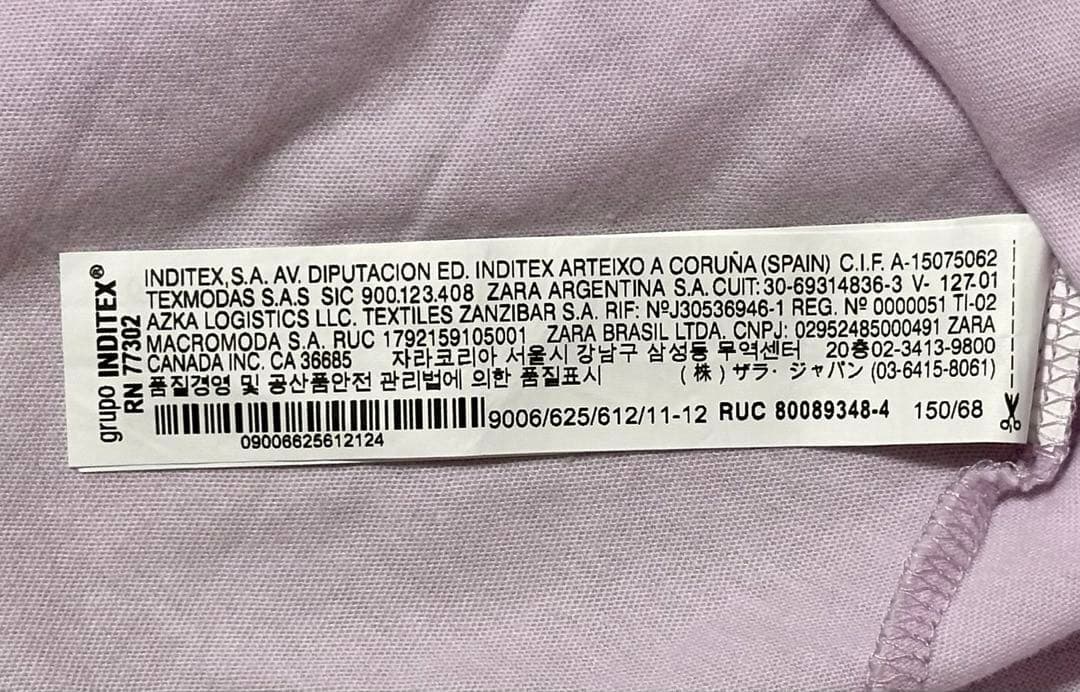 grupo INDITEX®
RN 77302
INDITEX,S.A. AV. DIPUTACION ED. INDITEX ARTEIXO A CORUÑA (SPAIN) C.I.F. A-15075062
TEXMODAS S.A.S SIC 900.123.408 ZARA ARGENTINA S.A.CUIT: 30-69314836-3 V- 127-01
AZKA LOGISTICS LLC. TEXTILES ZANZIBAR S.A. RIF: NºJ30536946-1 REG. Nº 0000051 TI-02
MACROMODA S.A. RUC 1792159105001 ZARA BRASIL LTDA. CNPJ: 02952485000491 ZARA
CANADA INC. CA 36685 자라코리아 서울시 강남구 삼성동 무역센터 20층02-3413-9800
품질경영 및 공산품안전 관리법에 의한 품질표시 (株) ザラ・ジャパン (03-6415-8061)
9006/625/612/11-12 RUC 80089348-4 150/68
09006625612124